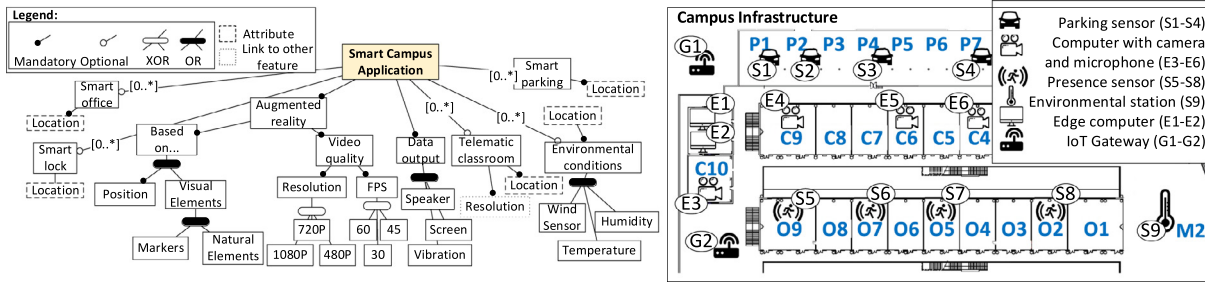 Legend:
Mandatory Optional XOR OR
Attribute
Link to other
feature
Smart Campus
Application
[0..*]
Smart
parking
Location
Smart
office
[0..*]
Location
Augmented
reality
[0..*]
[0..*]
Location
Based
on...
Smart
lock
[0..*]
Location
Video
quality
Data
output
Telematic
classroom
Environmental
conditions
Position
Visual
Elements
Resolution
FPS
Speaker
Location
Resolution
Wind
Sensor
Humidity
720P
60
45
Screen
Markers
Natural
Elements
1080P
480P
30
Vibration
Temperature
Campus Infrastructure
G1
P1 P2 P3 P4 P5 P6 P7
S1 S2 S3 S4
Parking sensor (S1-S4)
Computer with camera
and microphone (E3-E6)
Presence sensor (S5-S8)
Environmental station (S9)
Edge computer (E1-E2)
IoT Gateway (G1-G2)
E1
E2
E4 E5 E6
C9 C8 C7 C6 C5 C4
C10
E3
S5 S6 S7 S8
O9 O8 O7 O6 O5 O4 O3 O2 O1
G2
S9 M2